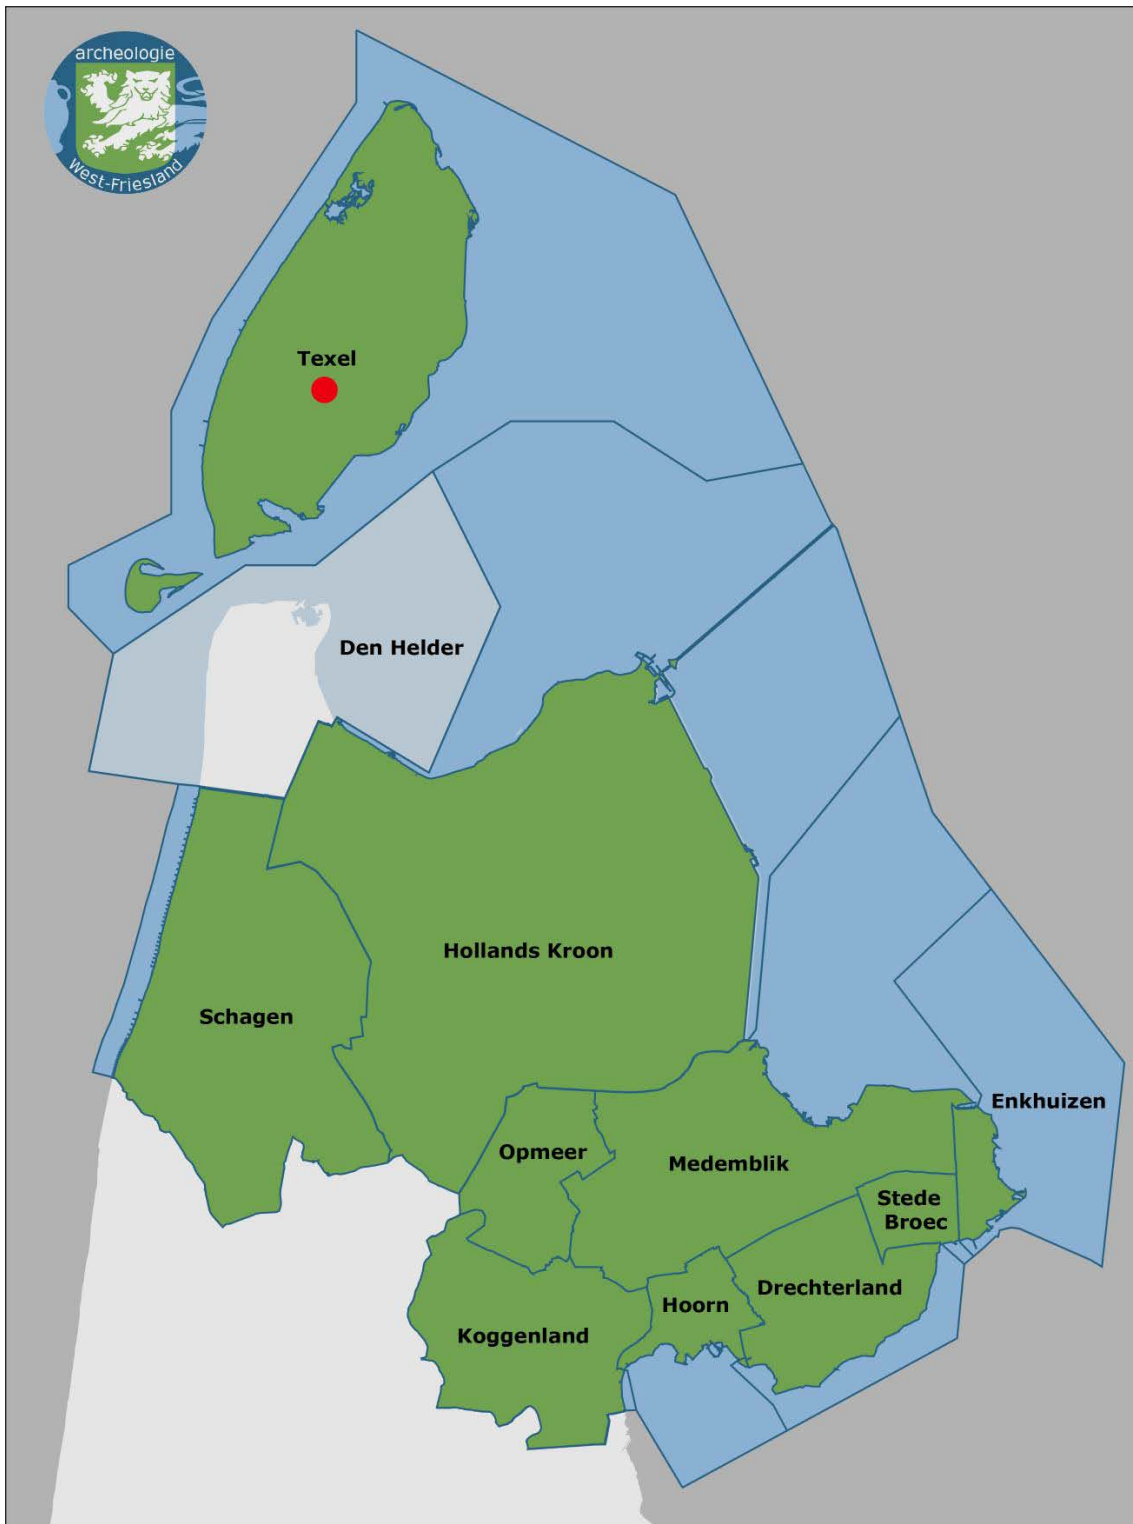 archeologie
West-Friesland
Texel
Den Helder
Hollands Kroon
Schagen
Enkhuizen
Opmeer
Medemblik
Stede
Broec
Drechterland
Hoorn
Koggenland